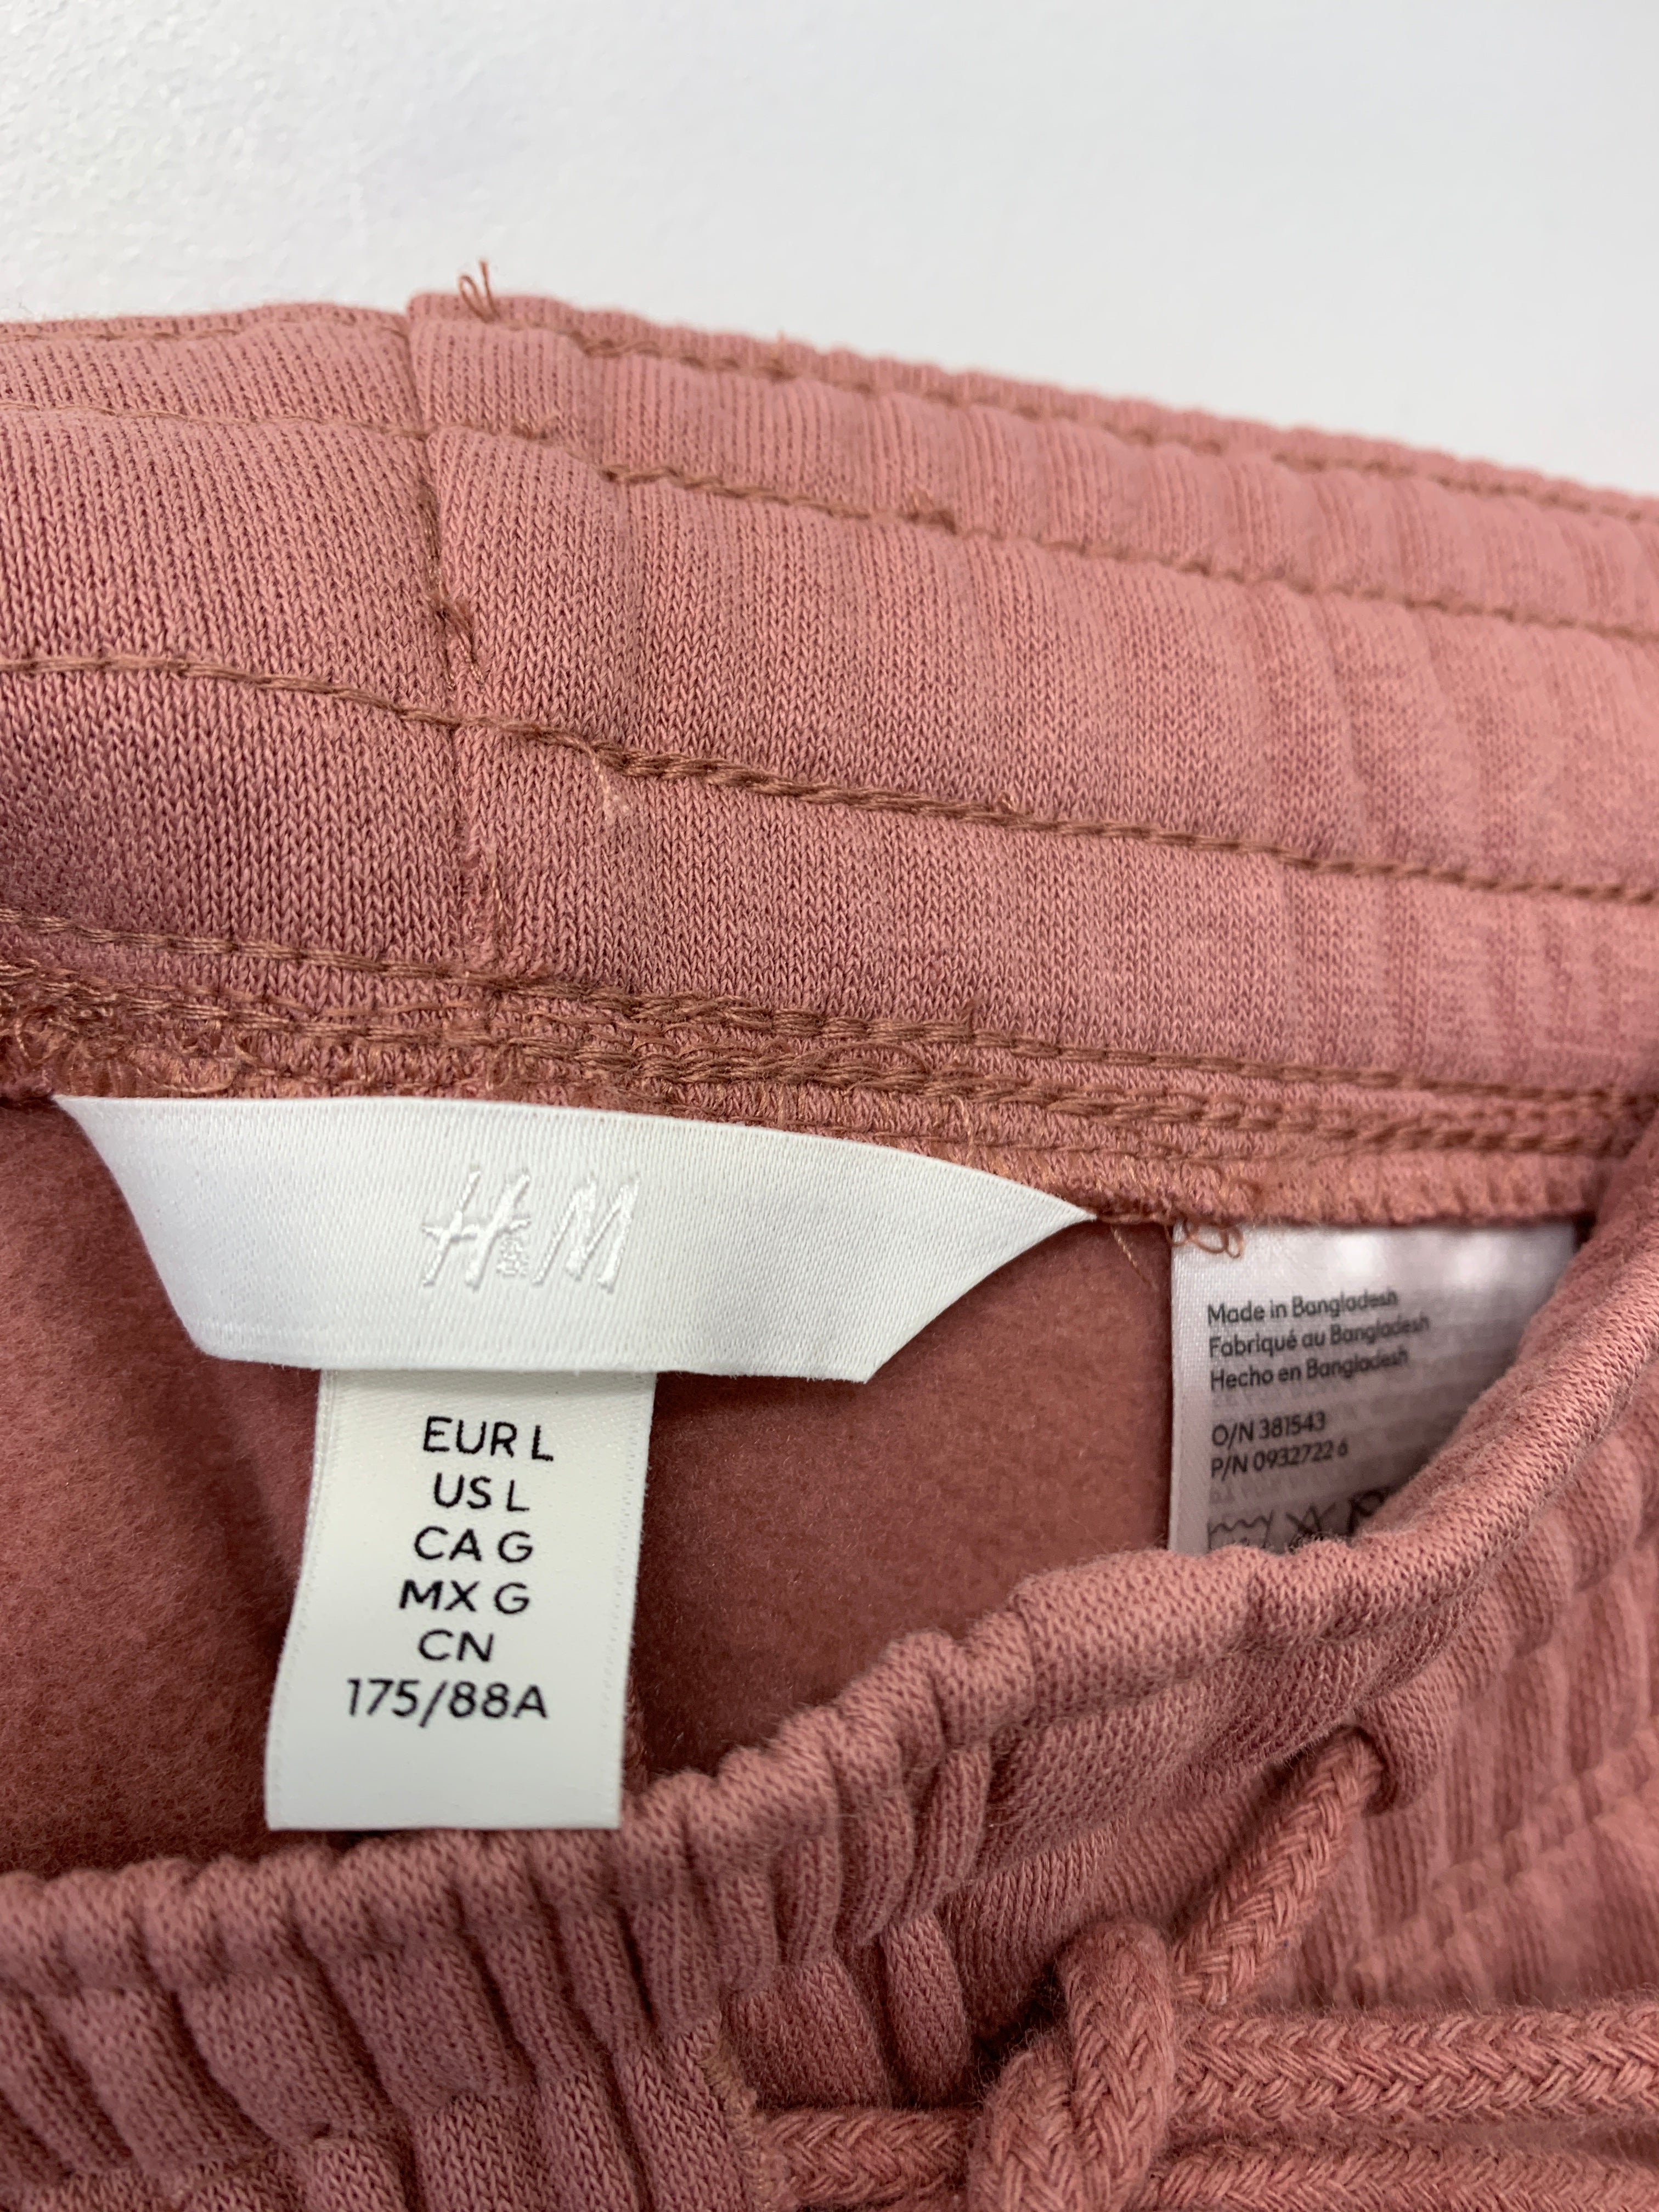 H&M
EUR L
US L
CA G
MX G
CN
175/88A
Made in Bangladesh
Fabriqué au Bangladesh
Hecho en Bangladesh
O/N 381543
P/N 0932722 6